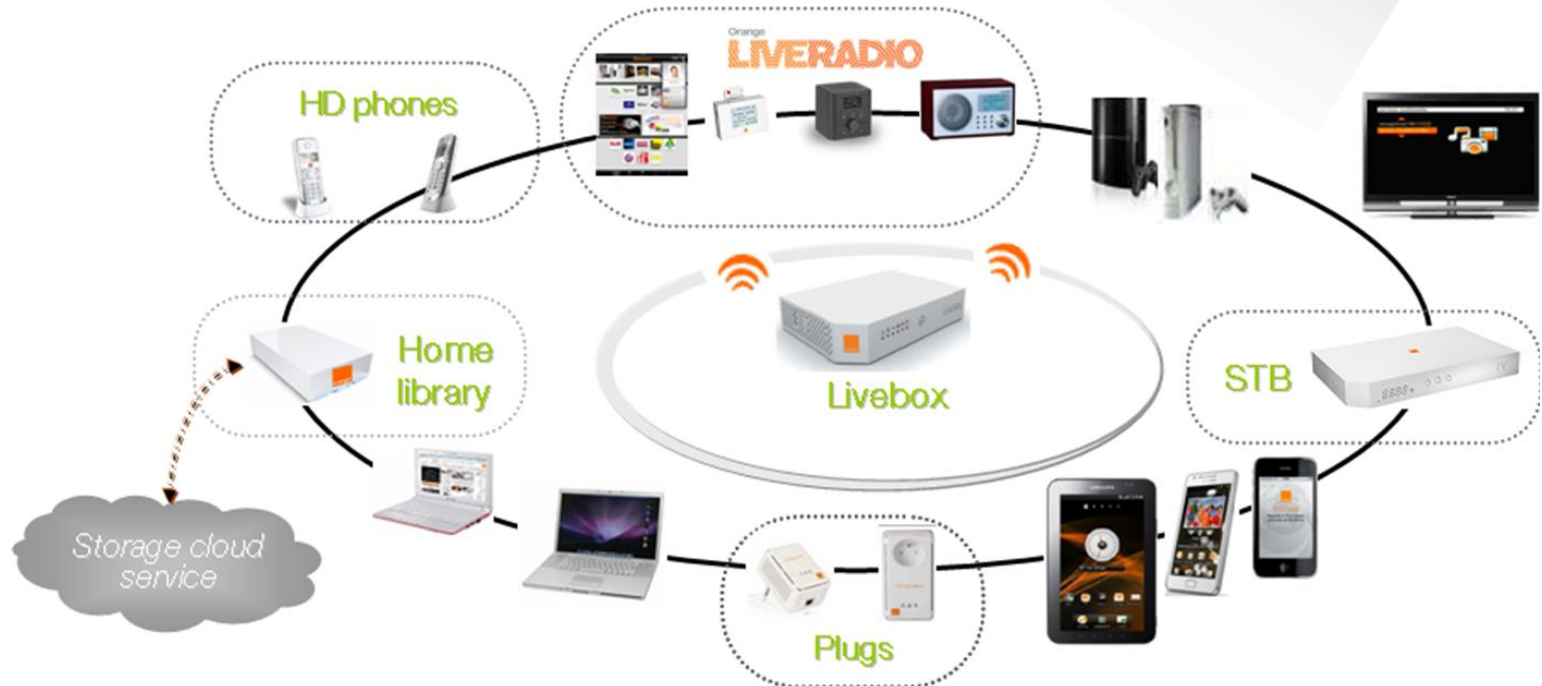 Orange
LIVERADIO
HD phones
Home
library
Livebox
STB
Storage cloud
service
Plugs